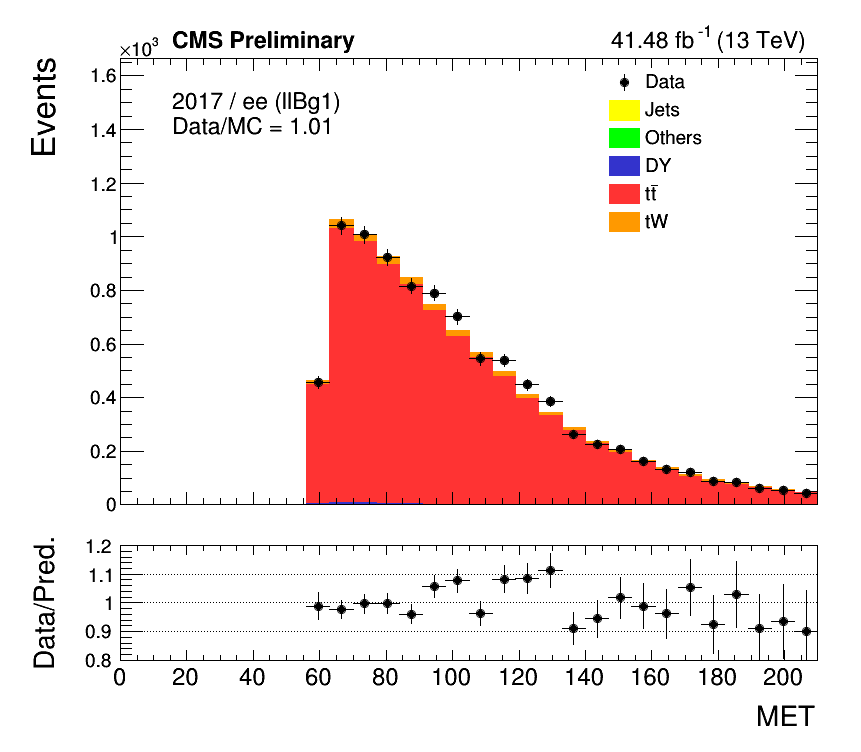 ×10³ CMS Preliminary 41.48 fb⁻¹ (13 TeV)
Events
1.6
1.4
1.2
1
0.8
0.6
0.4
0.2
0
2017 / ee (llBg1)
Data/MC = 1.01
Data
Jets
Others
DY
tt̄
tW
Data/Pred.
1.2
1.1
1
0.9
0.8
0 20 40 60 80 100 120 140 160 180 200
MET